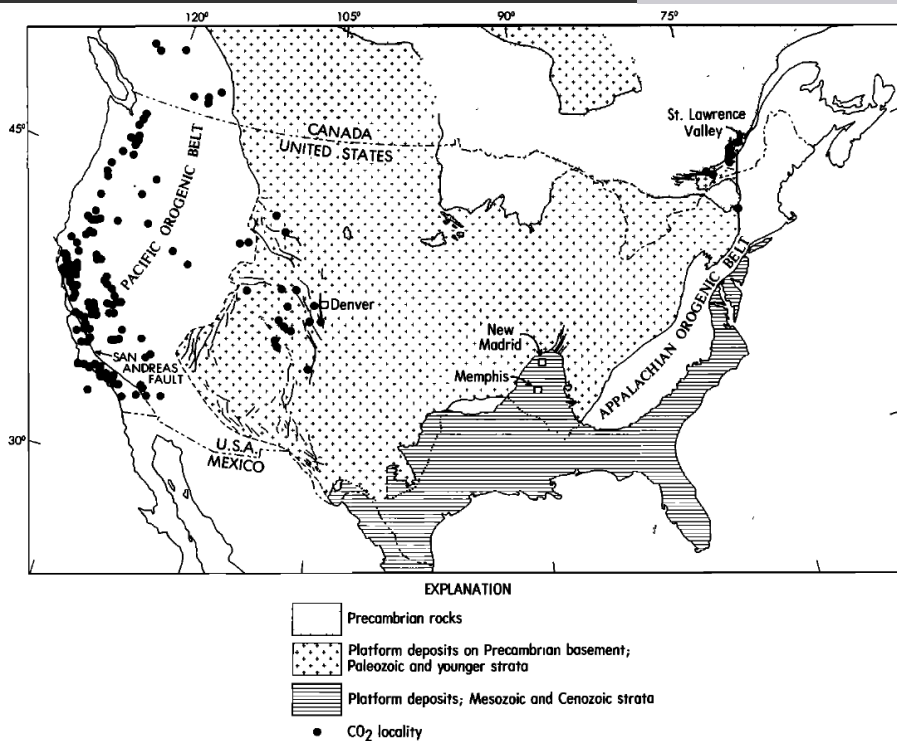 120° 105° 90° 75°
St. Lawrence
Valley
45°
CANADA
UNITED STATES
PACIFIC OROGENIC BELT
Denver
New
Madrid
Memphis
APPALACHIAN OROGENIC BELT
SAN
ANDREAS
FAULT
30°
U.S.A.
MEXICO
EXPLANATION
Precambrian rocks
Platform deposits on Precambrian basement;
Paleozoic and younger strata
Platform deposits; Mesozoic and Cenozoic strata
CO₂ locality